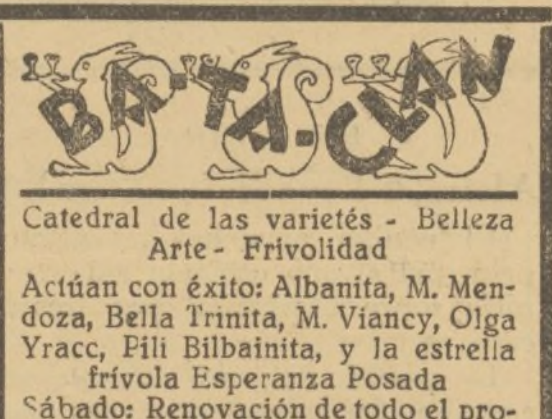 BA-TA-CLAN
Catedral de las varietés - Belleza
Arte - Frivolidad
Actúan con éxito: Albanita, M. Men-
doza, Bella Trinita, M. Viancy, Olga
Yracc, Pili Bilbainita, y la estrella
frívola Esperanza Posada
Sábado: Renovación de todo el pro-